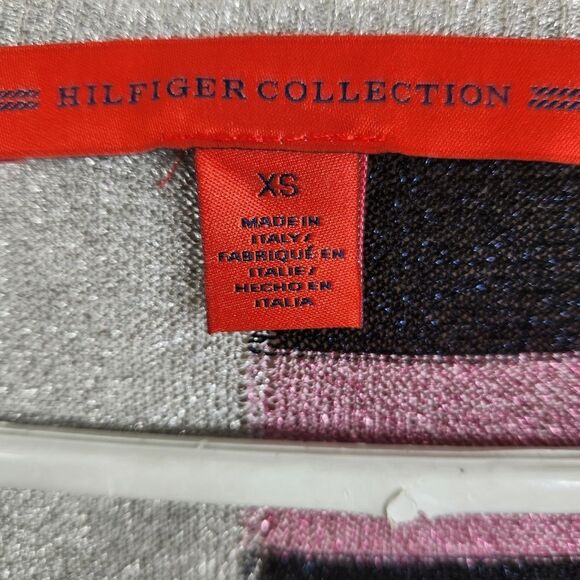 HILFIGER COLLECTION
XS
MADE IN
ITALY/
FABRIQUÉ EN
ITALIE/
HECHO EN
ITALIA